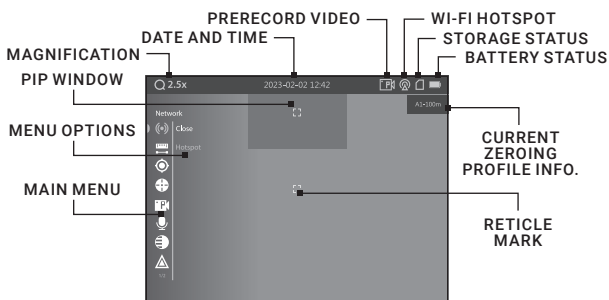 PRERECORD VIDEO
WI-FI HOTSPOT
DATE AND TIME
STORAGE STATUS
MAGNIFICATION
BATTERY STATUS
PIP WINDOW
2.5x
2023-02-02 12:42
P
A1-100m
Network
Close
MENU OPTIONS
Hotspot
CURRENT
ZEROING
PROFILE INFO.
MAIN MENU
P
RETICLE
MARK